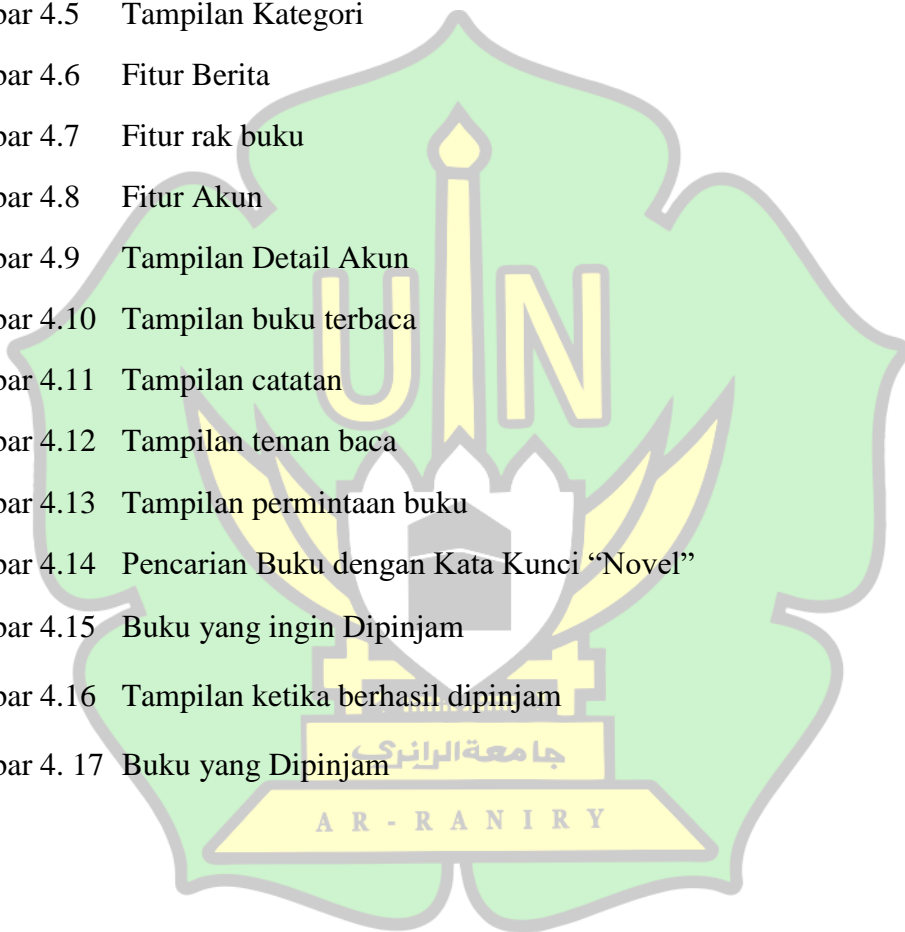 bar 4.5 Tampilan Kategori
bar 4.6 Fitur Berita
bar 4.7 Fitur rak buku
bar 4.8 Fitur Akun
bar 4.9 Tampilan Detail Akun
bar 4.10 Tampilan buku terbaca
bar 4.11 Tampilan catatan
bar 4.12 Tampilan teman baca
bar 4.13 Tampilan permintaan buku
bar 4.14 Pencarian Buku dengan Kata Kunci “Novel”
bar 4.15 Buku yang ingin Dipinjam
bar 4.16 Tampilan ketika berhasil dipinjam
bar 4. 17 Buku yang Dipinjam
UIN
جامعةالرانري
AR-RANIRY